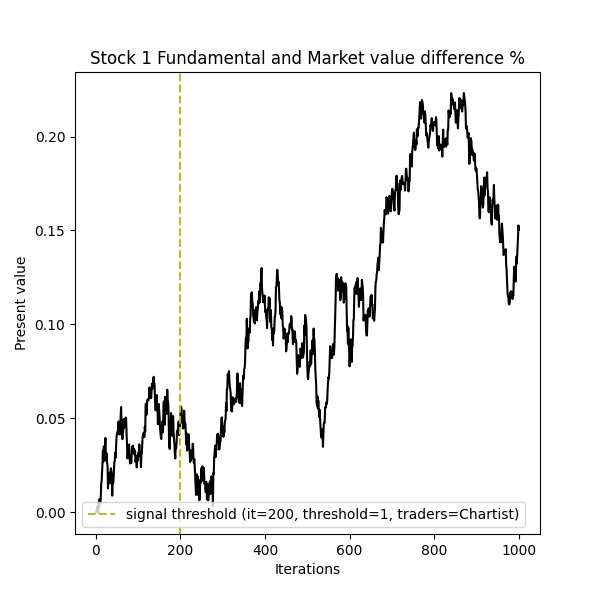 Stock 1 Fundamental and Market value difference %
Present value
0.20
0.15
0.10
0.05
0.00
signal threshold (it=200, threshold=1, traders=Chartist)
0 200 400 600 800 1000
Iterations